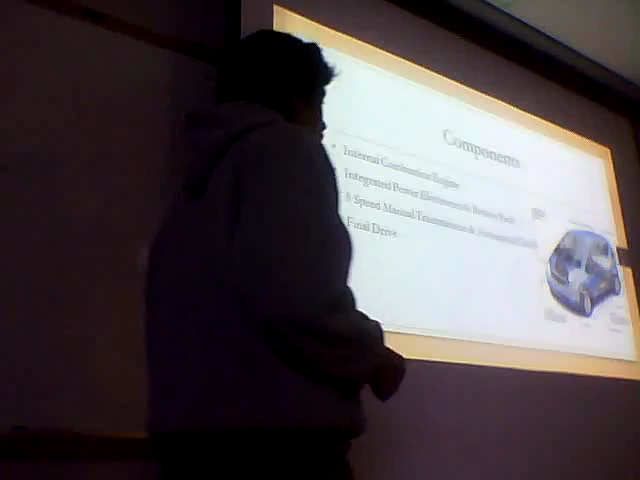 Components
Internal Combustion Engine
Integrated Power Electronics & Battery Pack
5 Speed Manual Transmission & Automated Clutch
Final Drive